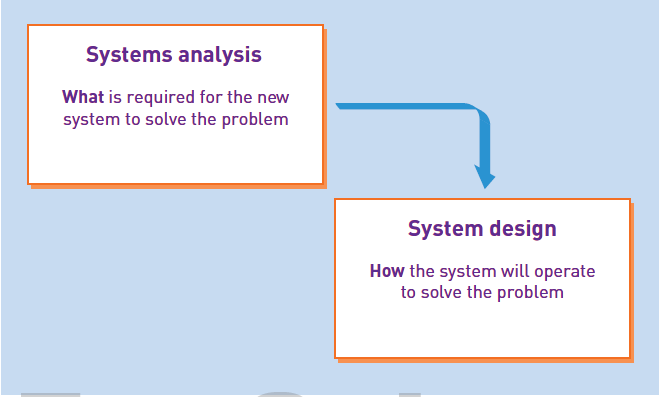 Systems analysis
What is required for the new
system to solve the problem
System design
How the system will operate
to solve the problem